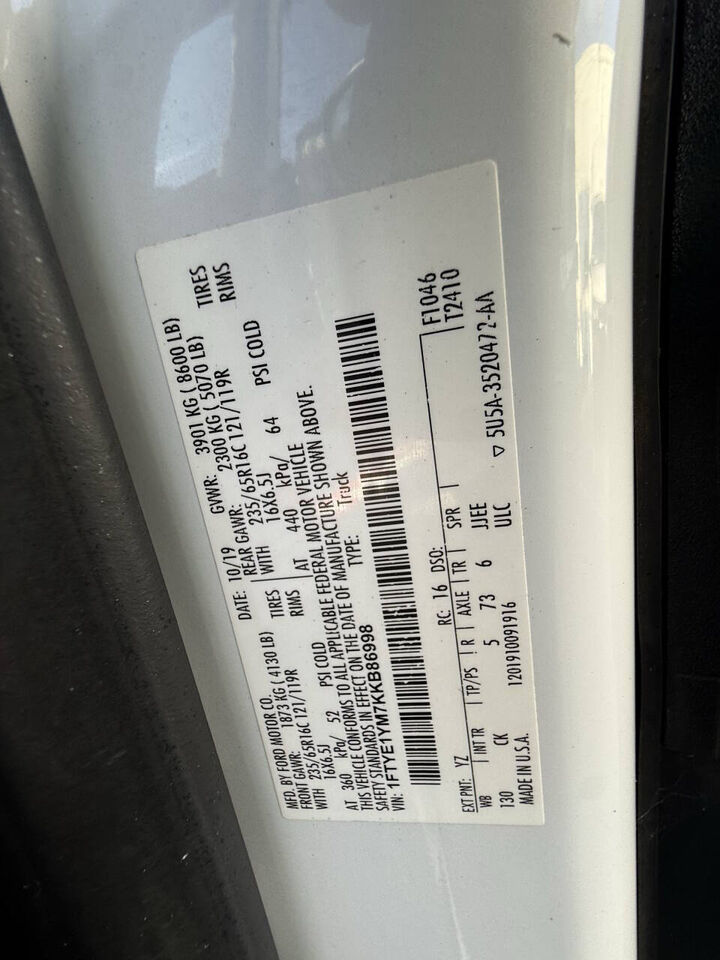 MFD. BY FORD MOTOR CO. DATE: 10/19 GVWR: 3901 KG ( 8600 LB)
FRONT GAWR: 1873 KG ( 4130 LB) REAR GAWR: 2300 KG ( 5070 LB)
WITH 235/65R16C 121/119R TIRES WITH 235/65R16C 121/119R TIRES
16X6.5J RIMS 16X6.5J RIMS
AT 360 kPa/ 52 PSI COLD AT 440 kPa/ 64 PSI COLD
THIS VEHICLE CONFORMS TO ALL APPLICABLE FEDERAL MOTOR VEHICLE
SAFETY STANDARDS IN EFFECT ON THE DATE OF MANUFACTURE SHOWN ABOVE.
VIN: 1FTYE1YM7KKB86998 TYPE: Truck
F1046
T2410
EXT PNT: YZ RC: 16 DSO:
WB INT TR TP/PS R AXLE TR SPR
130 CK 5 73 6 JJEE
ULC
MADE IN U.S.A. 1201910091916 ▽ 5U5A-3520472-AA